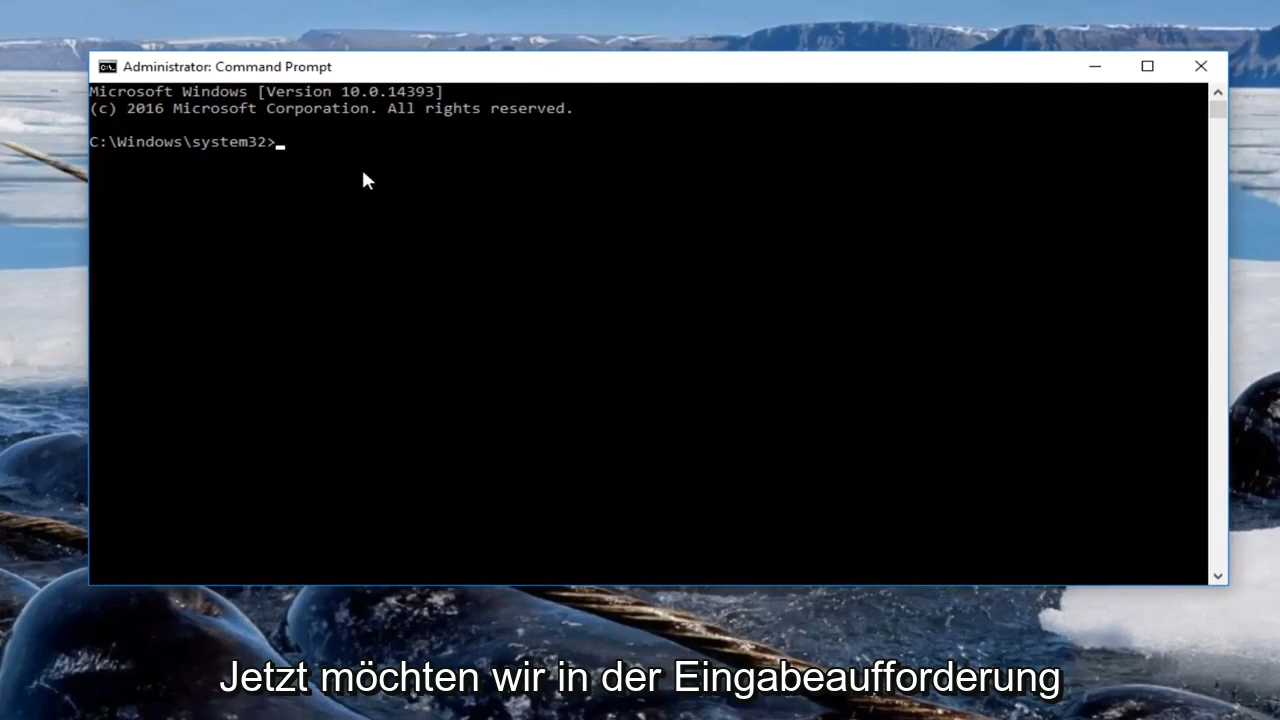 Administrator: Command Prompt
Microsoft Windows [Version 10.0.14393]
(c) 2016 Microsoft Corporation. All rights reserved.
C:\Windows\system32>
Jetzt möchten wir in der Eingabeaufforderung